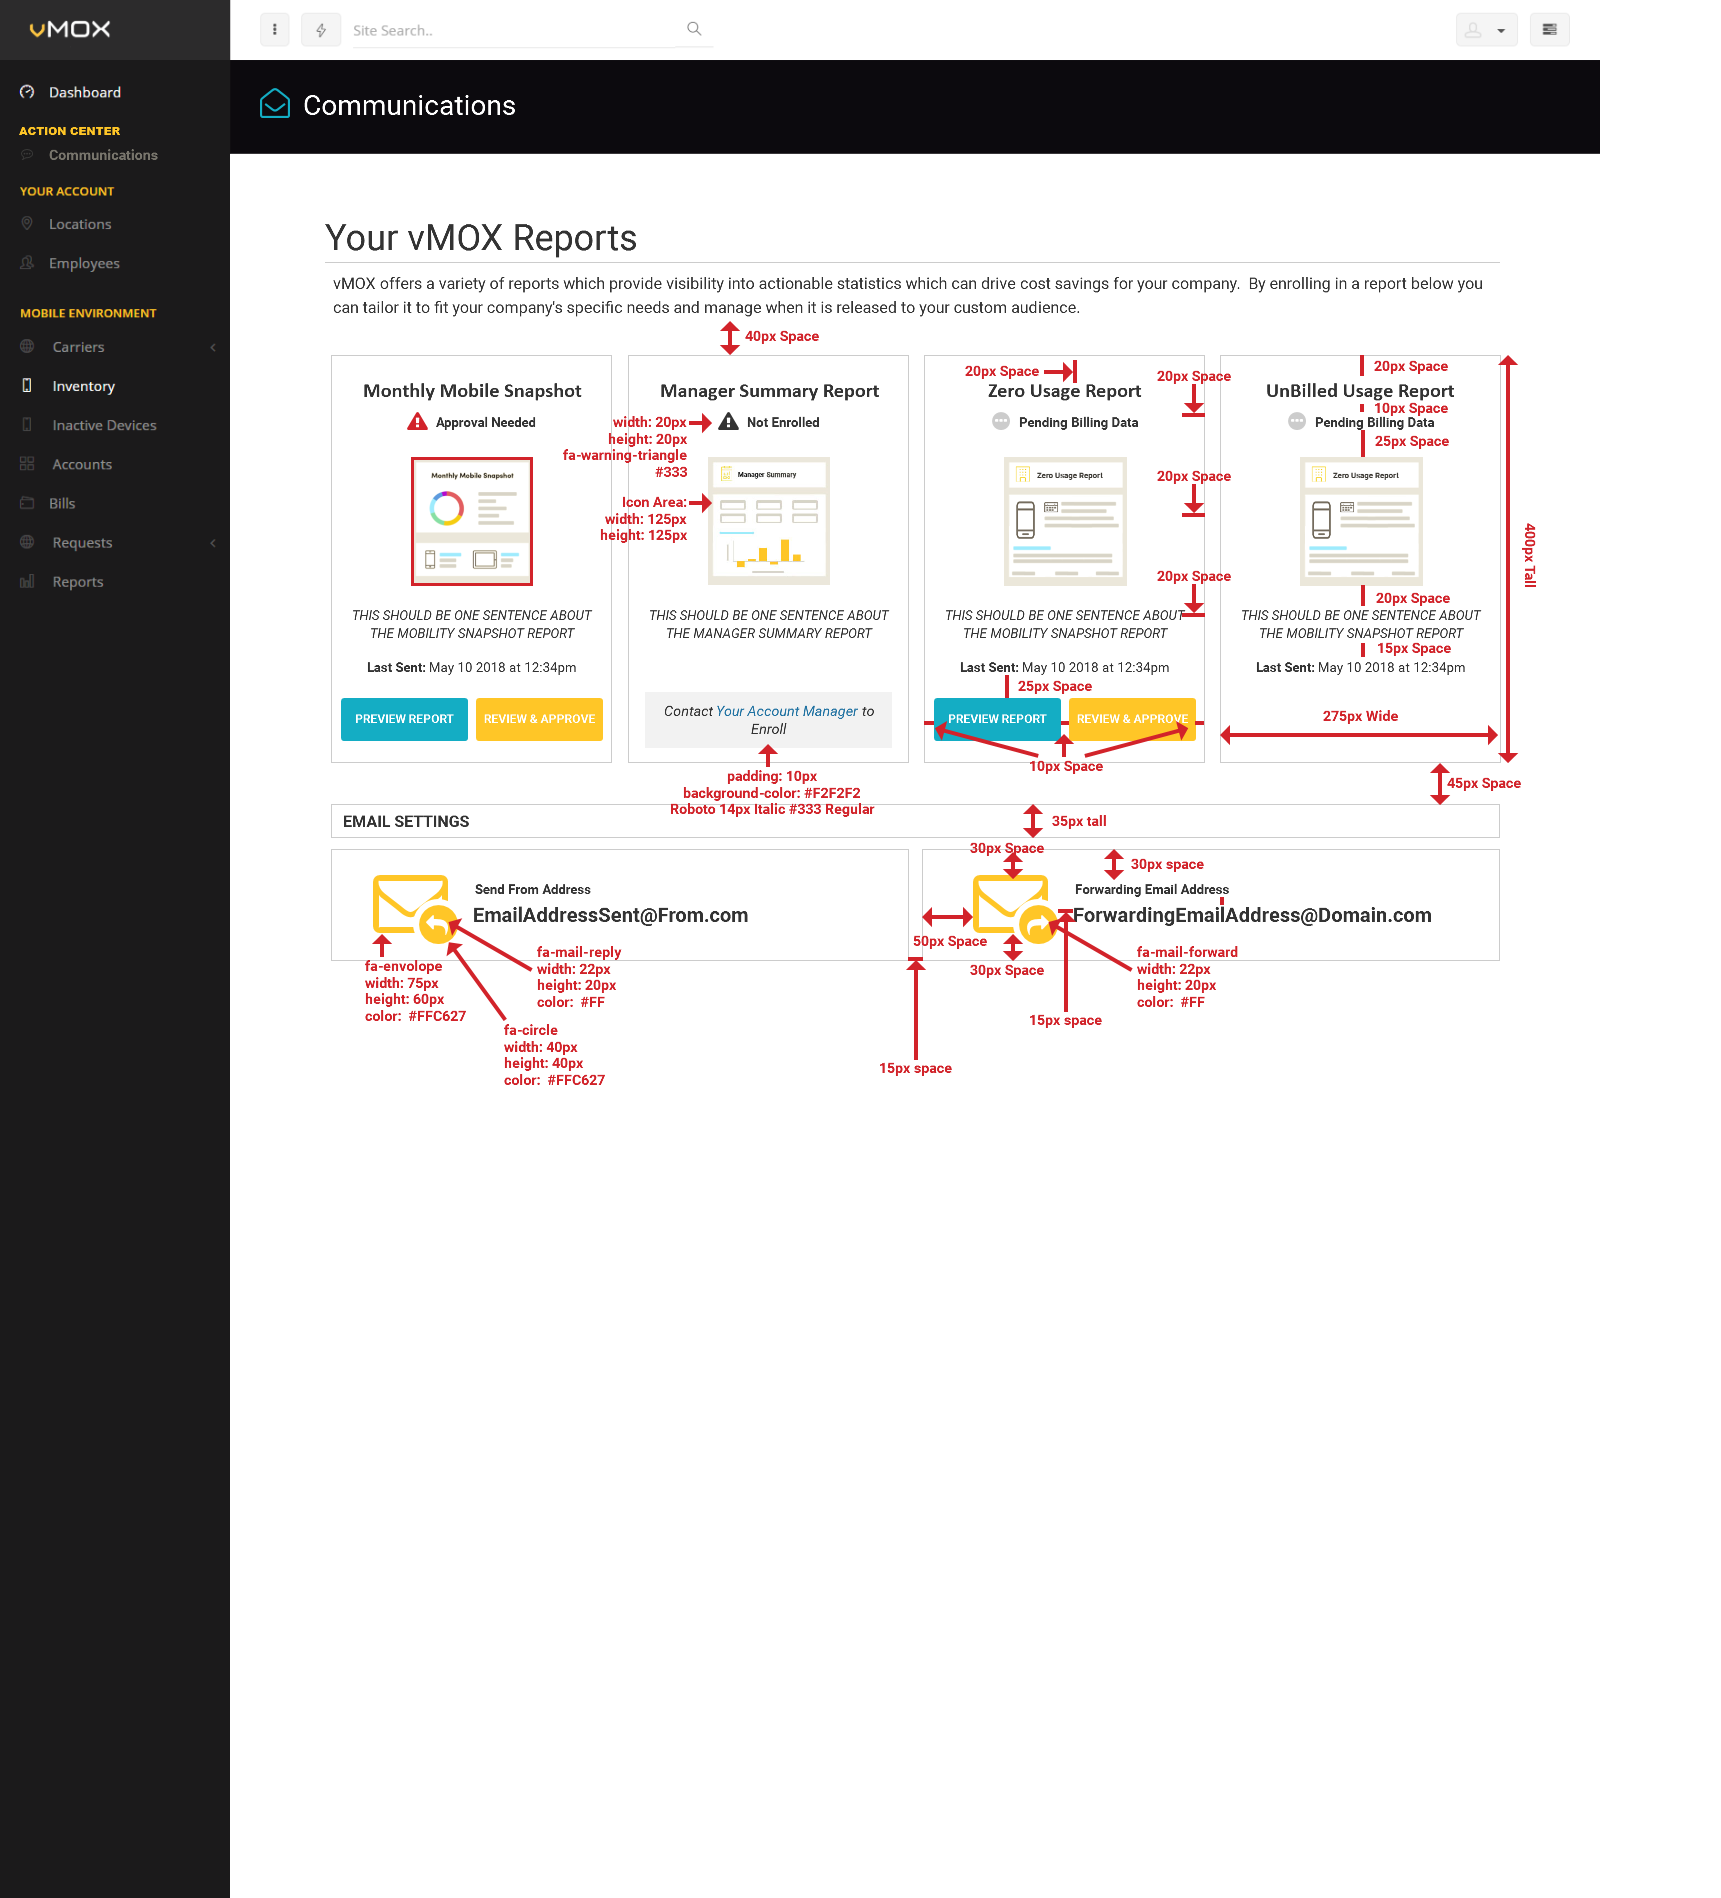 vMOX
Site Search..
Dashboard
ACTION CENTER
Communications
YOUR ACCOUNT
Locations
Employees
MOBILE ENVIRONMENT
Carriers
Inventory
Inactive Devices
Accounts
Bills
Requests
Reports
Communications
Your vMOX Reports
vMOX offers a variety of reports which provide visibility into actionable statistics which can drive cost savings for your company.  By enrolling in a report below you
can tailor it to fit your company's specific needs and manage when it is released to your custom audience.
40px Space
Monthly Mobile Snapshot
Approval Needed
Monthly Mobile Snapshot
THIS SHOULD BE ONE SENTENCE ABOUT
THE MOBILITY SNAPSHOT REPORT
Last Sent: May 10 2018 at 12:34pm
PREVIEW REPORT
REVIEW & APPROVE
Manager Summary Report
Not Enrolled
width: 20px
height: 20px
fa-warning-triangle
#333
Icon Area:
width: 125px
height: 125px
Manager Summary
THIS SHOULD BE ONE SENTENCE ABOUT
THE MANAGER SUMMARY REPORT
Contact Your Account Manager to
Enroll
padding: 10px
background-color: #F2F2F2
Roboto 14px Italic #333 Regular
20px Space
20px Space
Zero Usage Report
Pending Billing Data
Zero Usage Report
20px Space
20px Space
THIS SHOULD BE ONE SENTENCE ABOUT
THE MOBILITY SNAPSHOT REPORT
Last Sent: May 10 2018 at 12:34pm
25px Space
PREVIEW REPORT
REVIEW & APPROVE
10px Space
20px Space
UnBilled Usage Report
10px Space
Pending Billing Data
25px Space
Zero Usage Report
20px Space
THIS SHOULD BE ONE SENTENCE ABOUT
THE MOBILITY SNAPSHOT REPORT
15px Space
Last Sent: May 10 2018 at 12:34pm
275px Wide
400px Tall
45px Space
EMAIL SETTINGS
35px tall
Send From Address
EmailAddressSent@From.com
fa-envolope
width: 75px
height: 60px
color:  #FFC627
fa-mail-reply
width: 22px
height: 20px
color:  #FF
fa-circle
width: 40px
height: 40px
color:  #FFC627
30px Space
30px space
Forwarding Email Address
ForwardingEmailAddress@Domain.com
50px Space
30px Space
fa-mail-forward
width: 22px
height: 20px
color:  #FF
15px space
15px space